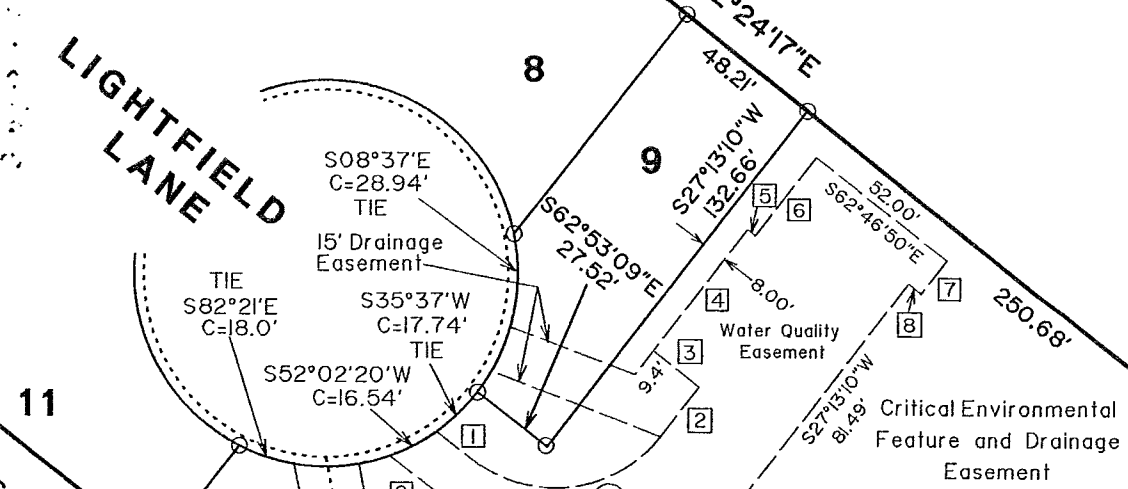 LIGHTFIELD
LANE
8
°24'17"E
48.21'
9
S27°13'10"W
132.66'
S08°37'E
C=28.94'
TIE
15' Drainage
Easement
S62°53'09"E
27.52'
5
6
52.00'
S62°46'50"E
7
250.68'
TIE
S82°21'E
C=18.0'
S35°37'W
C=17.74'
TIE
4
8.00'
8
Water Quality
Easement
3
9.4'
S52°02'20"W
C=16.54'
2
1
11
S27°13'10"W
81.49'
Critical Environmental
Feature and Drainage
Easement